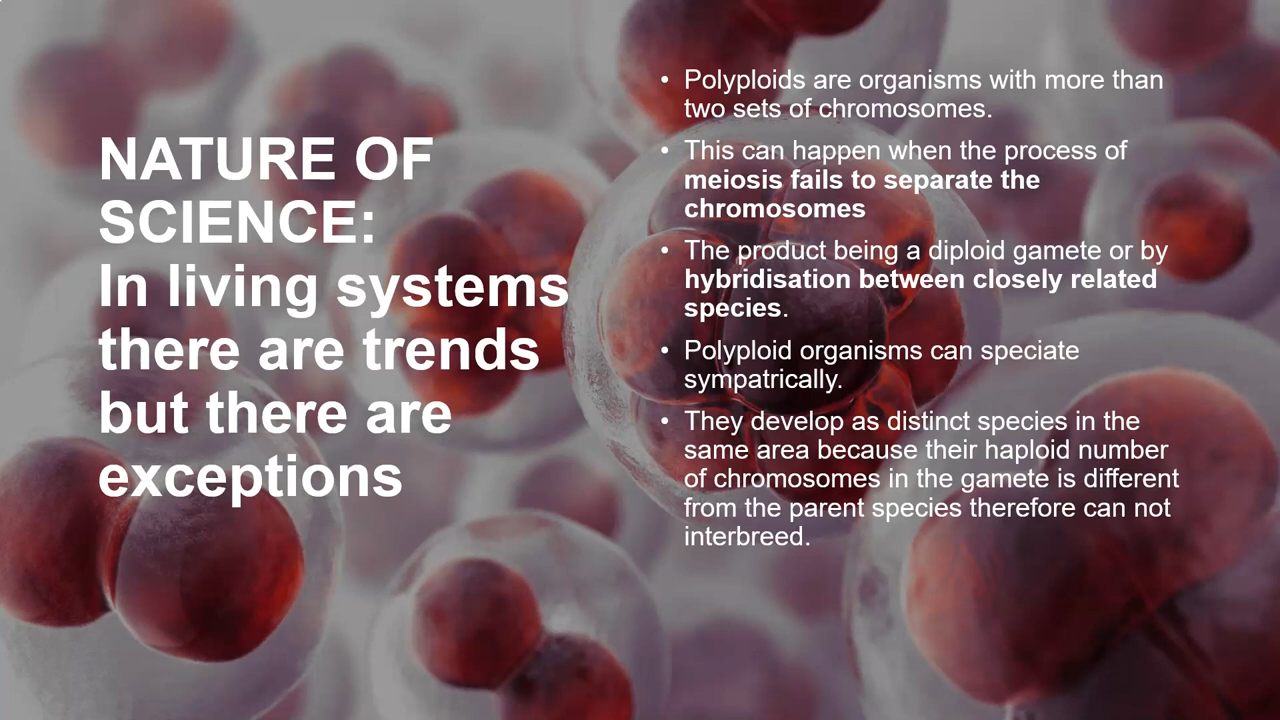 NATURE OF
SCIENCE:
In living systems
there are trends
but there are
exceptions
• Polyploids are organisms with more than
two sets of chromosomes.
• This can happen when the process of
meiosis fails to separate the
chromosomes
• The product being a diploid gamete or by
hybridisation between closely related
species.
• Polyploid organisms can speciate
sympatrically.
• They develop as distinct species in the
same area because their haploid number
of chromosomes in the gamete is different
from the parent species therefore can not
interbreed.